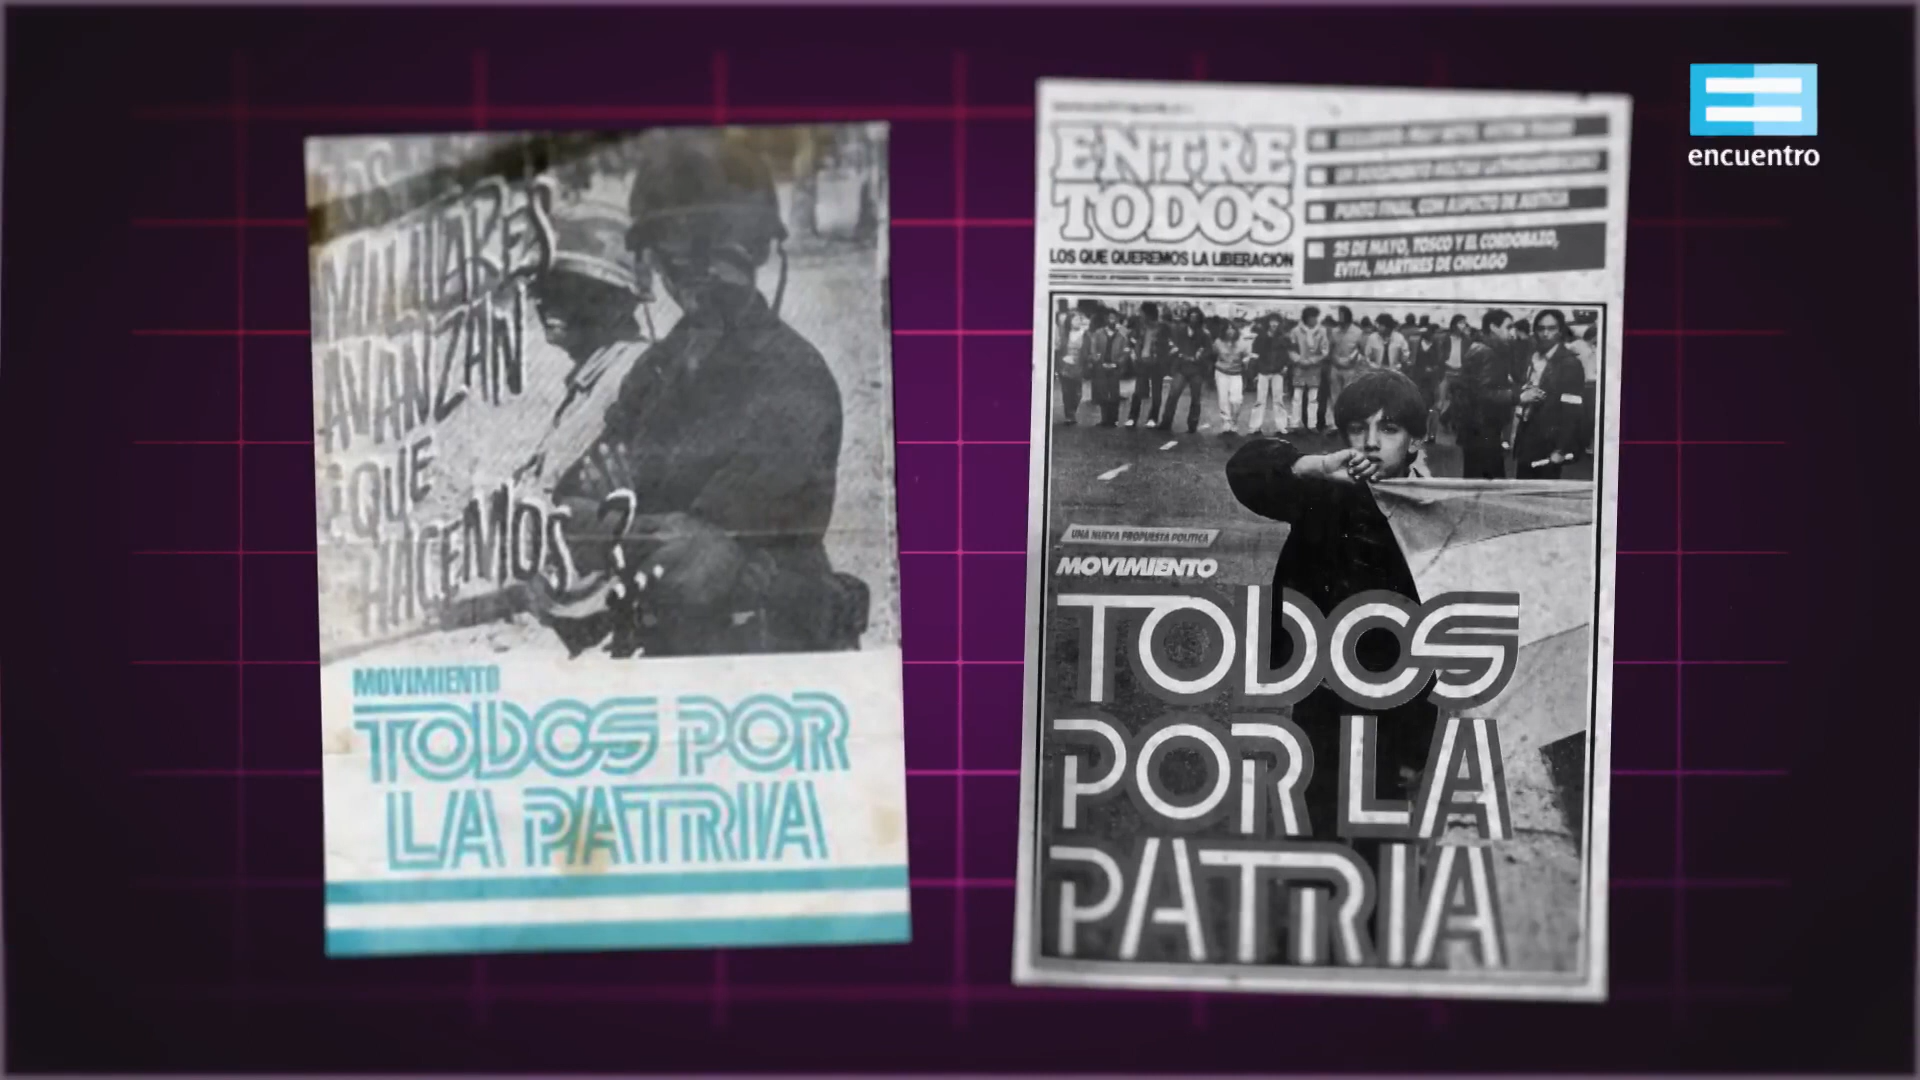 MILITARES
AVANZAN
¿QUE
HACEMOS?...
MOVIMIENTO
TODOS POR
LA PATRIA
ENTRE
TODOS
LOS QUE QUEREMOS LA LIBERACION
PUNTO FINAL, CON ASPECTO DE JUSTICIA
25 DE MAYO, TOSCO Y EL CORDOBAZO,
EVITA, MARTIRES DE CHICAGO
UNA NUEVA PROPUESTA POLITICA
MOVIMIENTO
TODOS
POR LA
PATRIA
encuentro